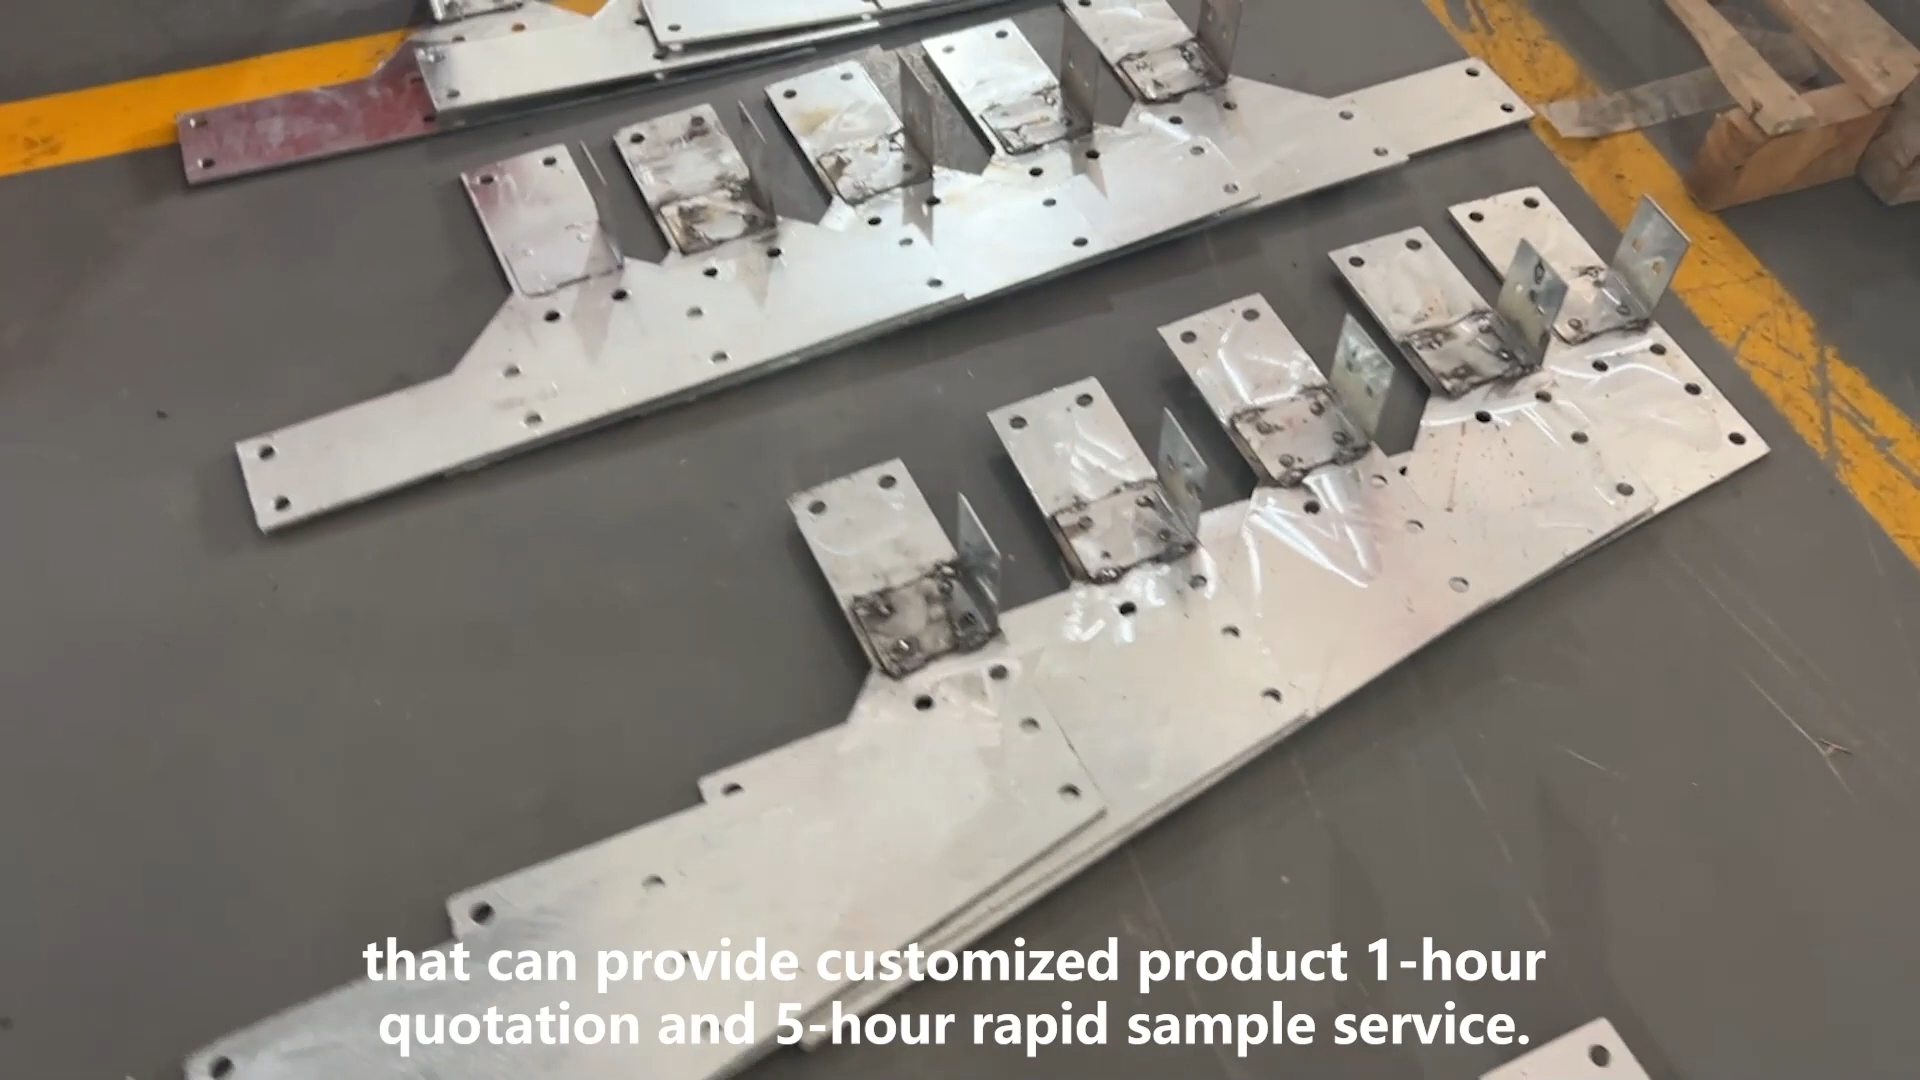 that can provide customized product 1-hour
quotation and 5-hour rapid sample service.